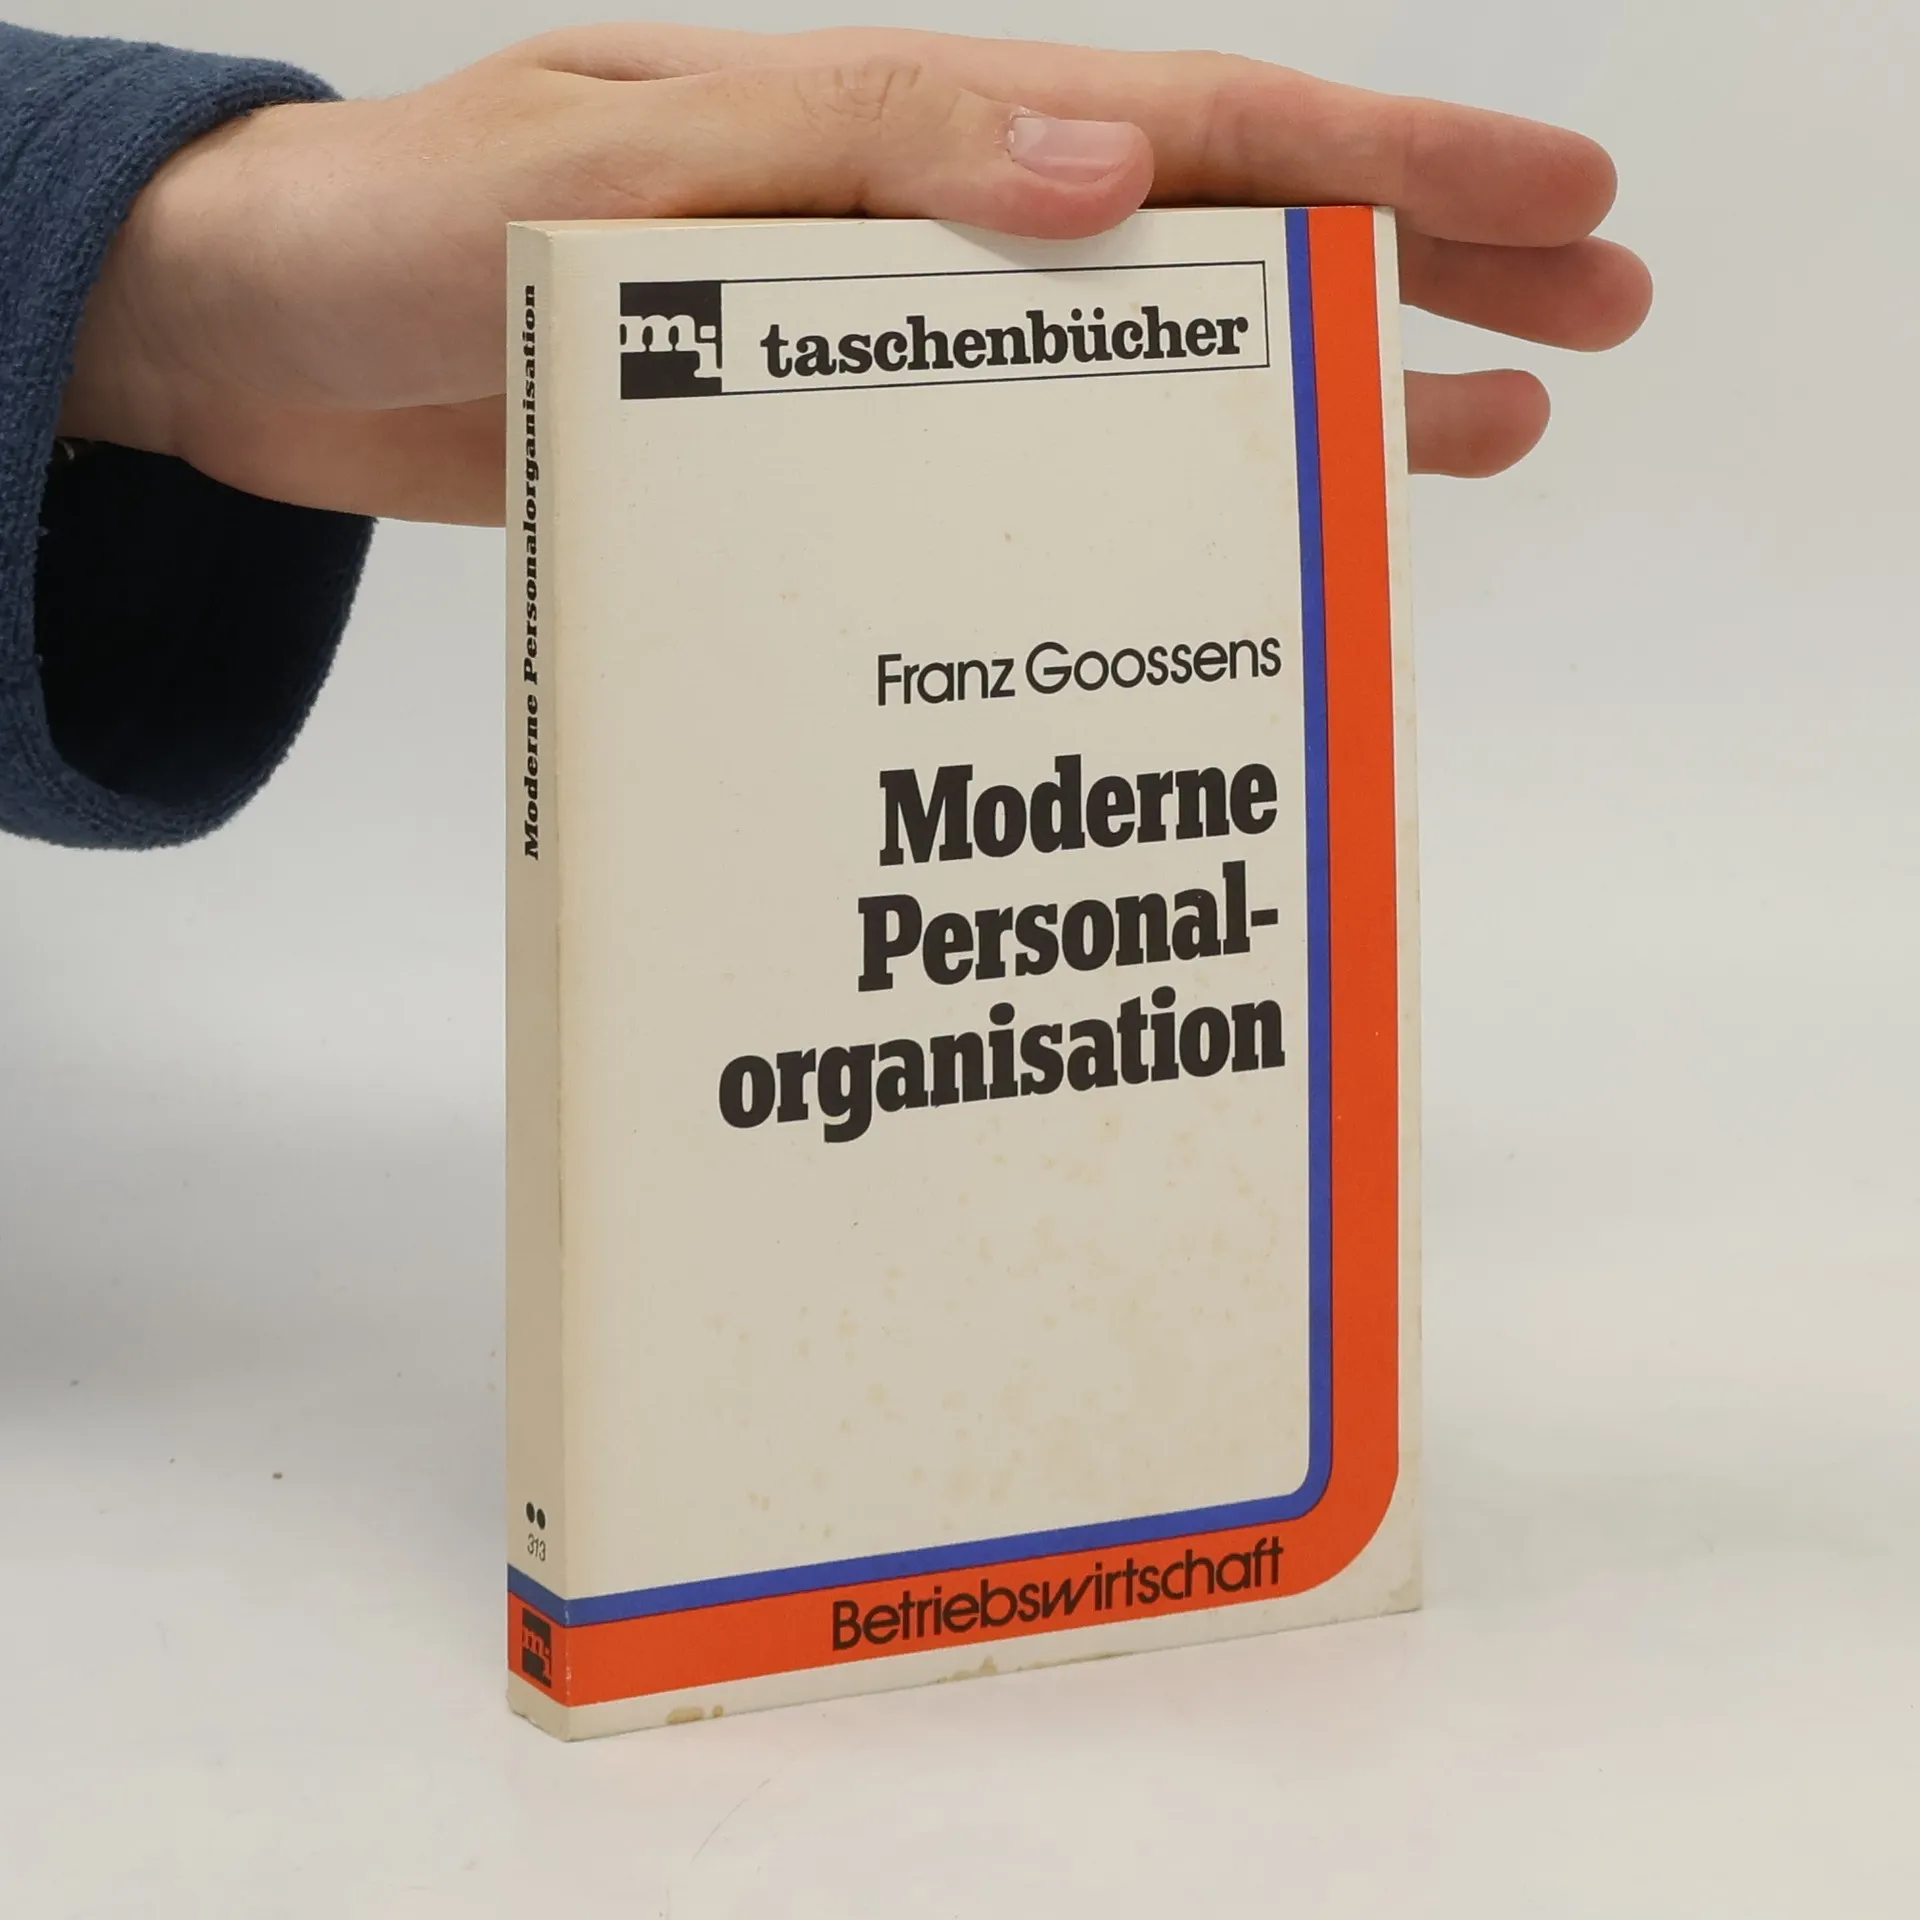 mi taschenbücher
Franz Goossens
Moderne
Personal-
organisation
Betriebswirtschaft
Moderne Personalorganisation
313
mi